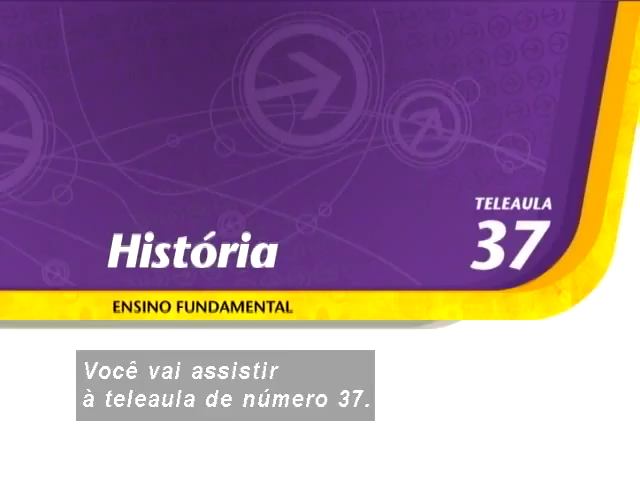 TELEAULA
História 37
ENSINO FUNDAMENTAL
Você vai assistir
à teleaula de número 37.